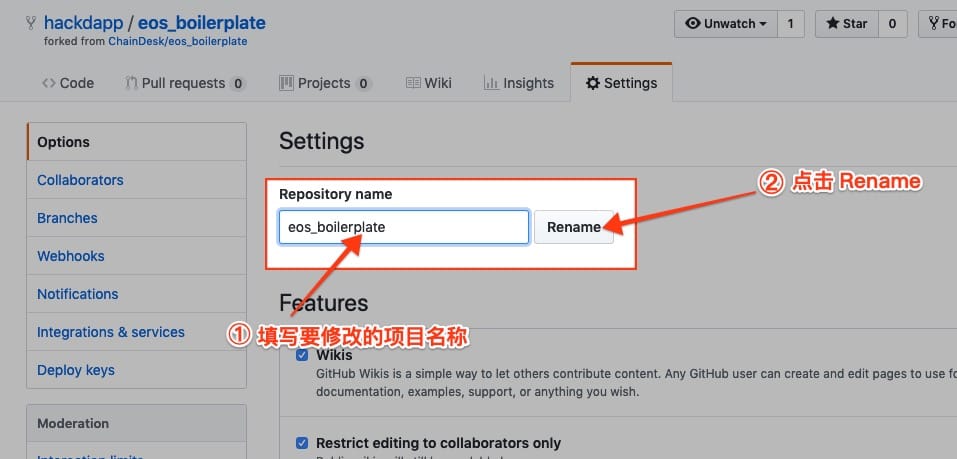 hackdapp / eos_boilerplate
Unwatch 1 Star 0 Fo
forked from ChainDesk/eos_boilerplate
Code Pull requests 0 Projects 0 Wiki Insights Settings
Options
Collaborators
Branches
Webhooks
Notifications
Integrations & services
Deploy keys
Moderation
Settings
Repository name
eos_boilerplate Rename
② 点击 Rename
① 填写要修改的项目名称
Features
Wikis
GitHub Wikis is a simple way to let others contribute content. Any GitHub user can create and edit pages to use fo
documentation, examples, support, or anything you wish.
Restrict editing to collaborators only